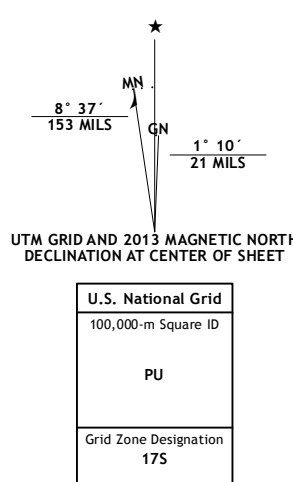 MN
8° 37´
153 MILS
GN
1° 10´
21 MILS
UTM GRID AND 2013 MAGNETIC NORTH
DECLINATION AT CENTER OF SHEET
U.S. National Grid
100,000-m Square ID
PU
Grid Zone Designation
17S